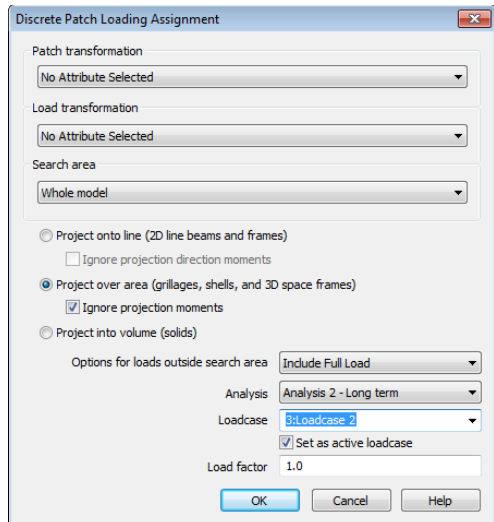 Discrete Patch Loading Assignment
Patch transformation
No Attribute Selected
Load transformation
No Attribute Selected
Search area
Whole model
Project onto line (2D line beams and frames)
Ignore projection direction moments
Project over area (grillages, shells, and 3D space frames)
Ignore projection moments
Project into volume (solids)
Options for loads outside search area Include Full Load
Analysis Analysis 2 - Long term
Loadcase 3:Loadcase 2
Set as active loadcase
Load factor 1.0
OK Cancel Help